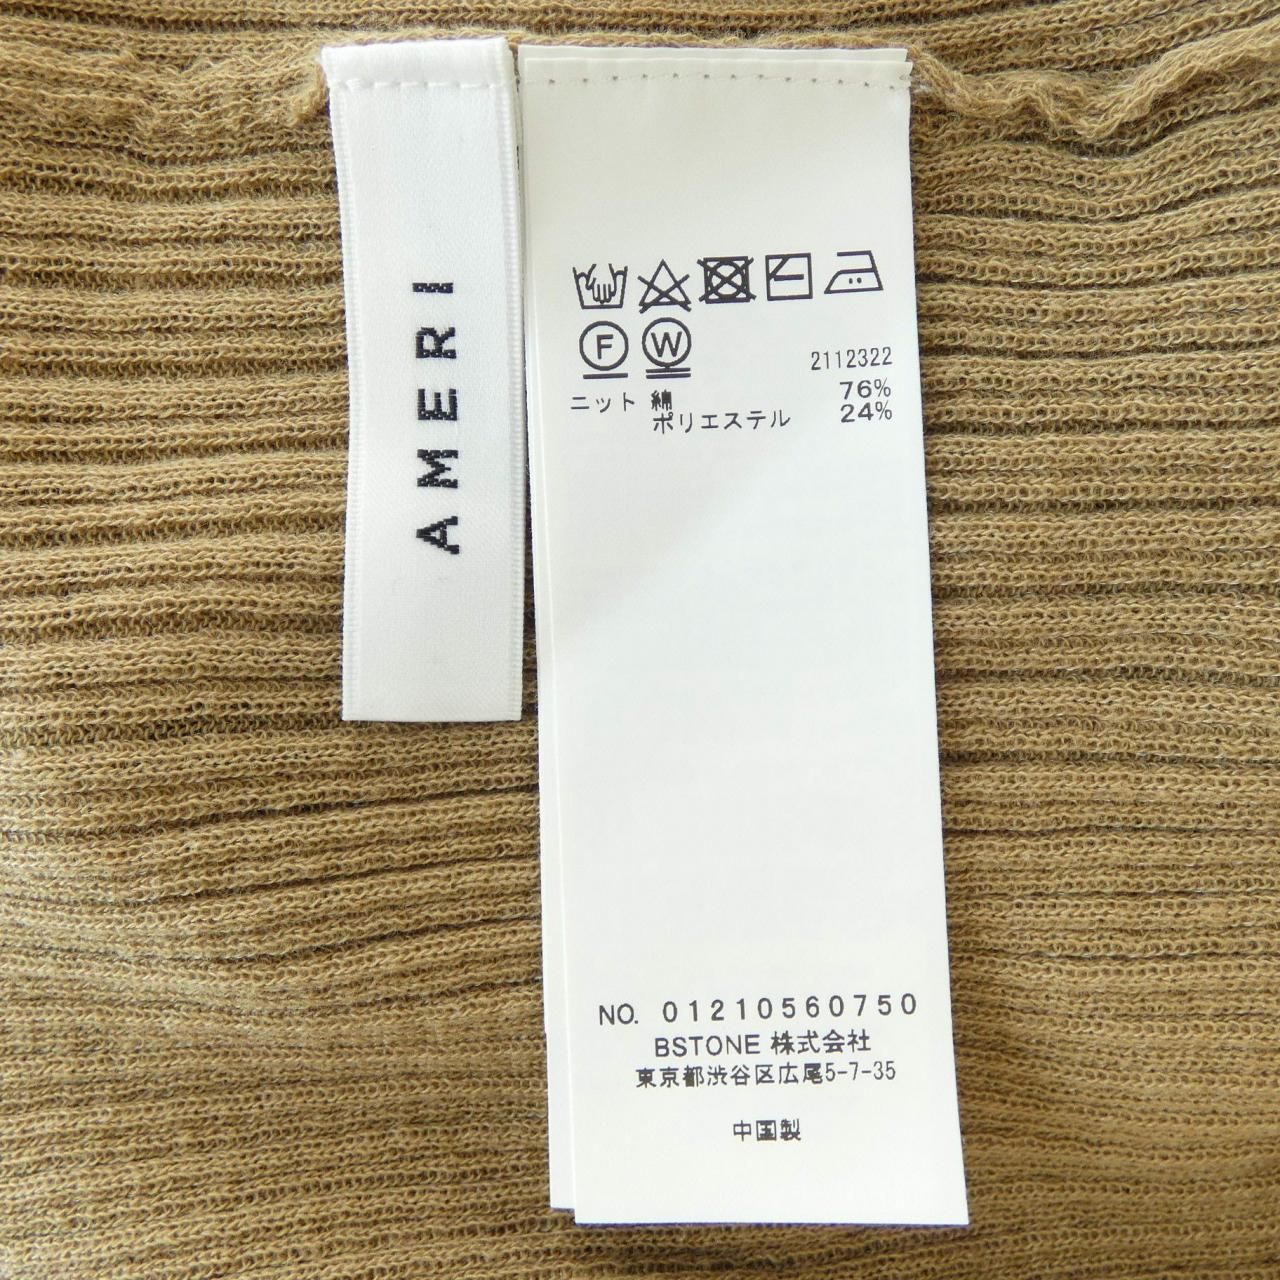 AMERI
F W
2112322
ニット 綿 76%
ポリエステル 24%
NO. 01210560750
BSTONE 株式会社
東京都渋谷区広尾5-7-35
中国製